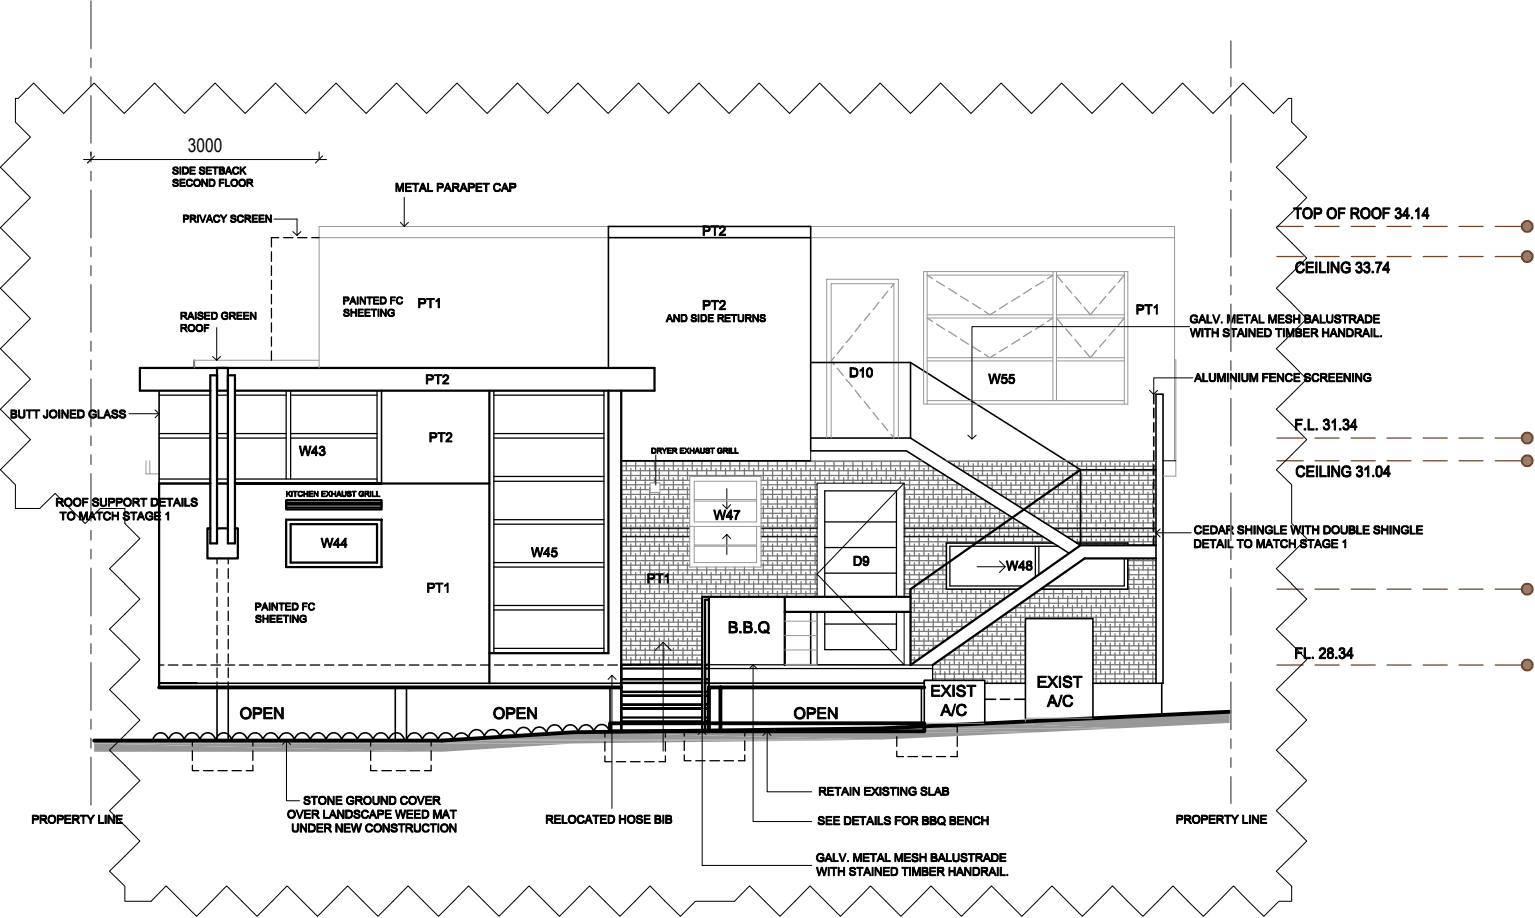 3000
SIDE SETBACK
SECOND FLOOR
METAL PARAPET CAP
PRIVACY SCREEN
TOP OF ROOF 34.14
PT2
CEILING 33.74
PAINTED FC
SHEETING
PT1
PT2
AND SIDE RETURNS
PT1
RAISED GREEN
ROOF
GALV. METAL MESH BALUSTRADE
WITH STAINED TIMBER HANDRAIL.
PT2
D10
W55
ALUMINIUM FENCE SCREENING
BUTT JOINED GLASS
F.L. 31.34
W43
PT2
DRYER EXHAUST GRILL
CEILING 31.04
KITCHEN EXHAUST GRILL
ROOF SUPPORT DETAILS
TO MATCH STAGE 1
W47
CEDAR SHINGLE WITH DOUBLE SHINGLE
DETAIL TO MATCH STAGE 1
W44
W45
D9
W48
PT1
PT1
PAINTED FC
SHEETING
B.B.Q
FL. 28.34
EXIST
A/C
EXIST
A/C
OPEN
OPEN
OPEN
STONE GROUND COVER
OVER LANDSCAPE WEED MAT
UNDER NEW CONSTRUCTION
RETAIN EXISTING SLAB
PROPERTY LINE
RELOCATED HOSE BIB
SEE DETAILS FOR BBQ BENCH
PROPERTY LINE
GALV. METAL MESH BALUSTRADE
WITH STAINED TIMBER HANDRAIL.